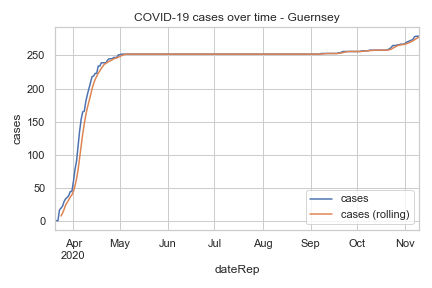 COVID-19 cases over time - Guernsey
250
200
150
100
50
0
cases
cases
cases (rolling)
Apr May Jun Jul Aug Sep Oct Nov
2020
dateRep